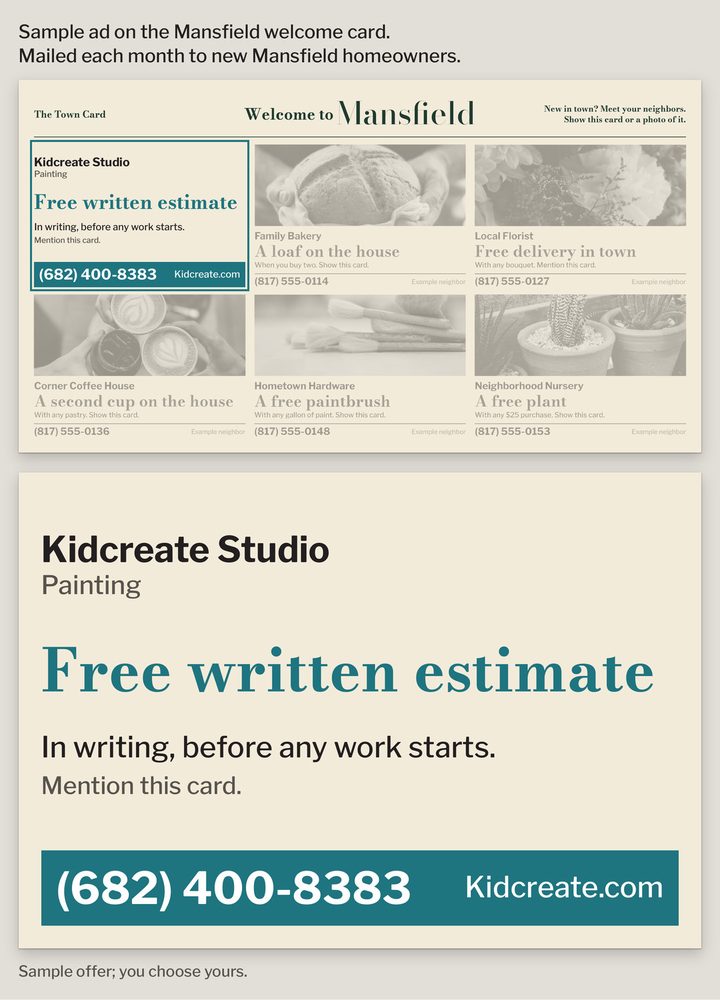 Sample ad on the Mansfield welcome card.
Mailed each month to new Mansfield homeowners.
The Town Card
Welcome to Mansfield
New in town? Meet your neighbors.
Show this card or a photo of it.
Kidcreate Studio
Painting
Free written estimate
In writing, before any work starts.
Mention this card.
(682) 400-8383 Kidcreate.com
Family Bakery
A loaf on the house
When you buy two. Show this card.
(817) 555-0114 Example neighbor
Local Florist
Free delivery in town
With any bouquet. Mention this card.
(817) 555-0127 Example neighbor
Corner Coffee House
A second cup on the house
With any pastry. Show this card.
(817) 555-0136 Example neighbor
Hometown Hardware
A free paintbrush
With any gallon of paint. Show this card.
(817) 555-0148 Example neighbor
Neighborhood Nursery
A free plant
With any $25 purchase. Show this card.
(817) 555-0153 Example neighbor
Kidcreate Studio
Painting
Free written estimate
In writing, before any work starts.
Mention this card.
(682) 400-8383 Kidcreate.com
Sample offer; you choose yours.